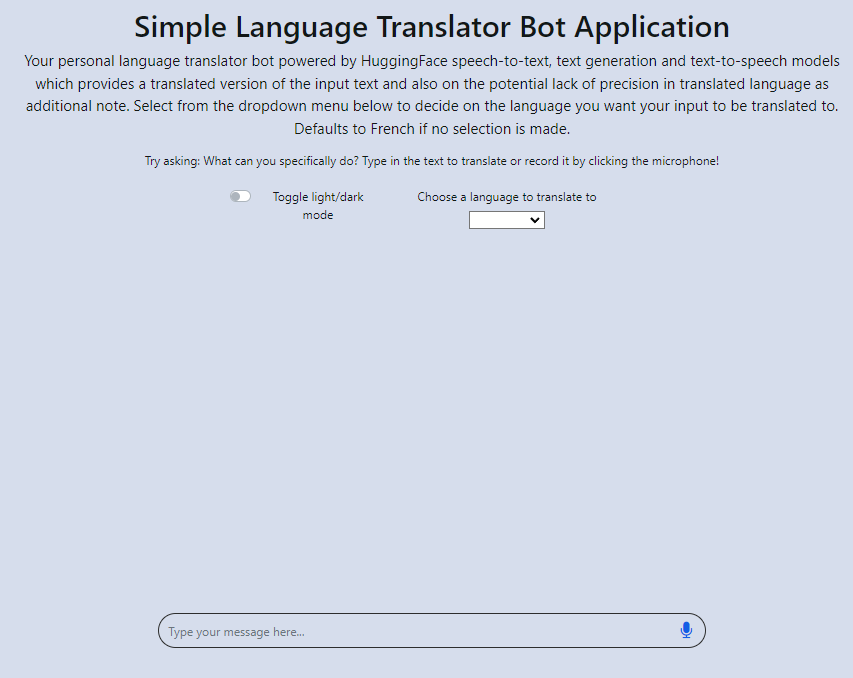 Simple Language Translator Bot Application
Your personal language translator bot powered by HuggingFace speech-to-text, text generation and text-to-speech models
which provides a translated version of the input text and also on the potential lack of precision in translated language as
additional note. Select from the dropdown menu below to decide on the language you want your input to be translated to.
Defaults to French if no selection is made.
Try asking: What can you specifically do? Type in the text to translate or record it by clicking the microphone!
Toggle light/dark
mode
Choose a language to translate to
Type your message here...